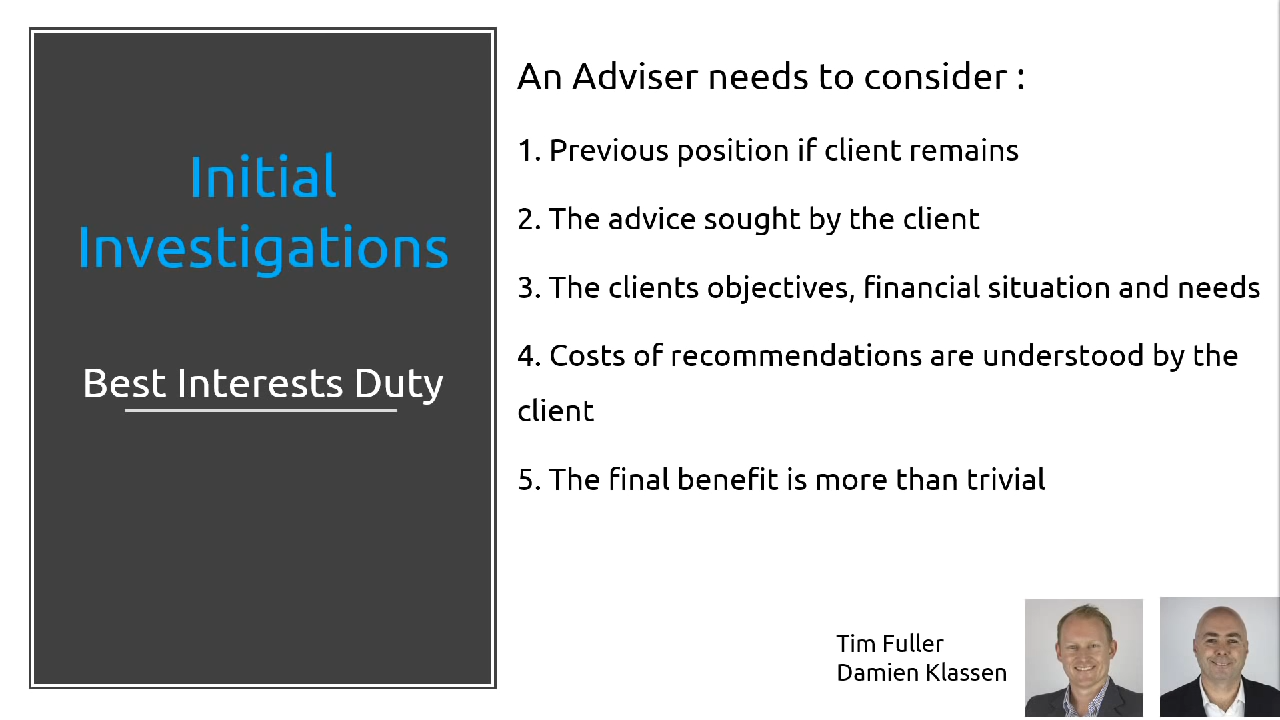 Initial
Investigations
Best Interests Duty
An Adviser needs to consider :
1. Previous position if client remains
2. The advice sought by the client
3. The clients objectives, financial situation and needs
4. Costs of recommendations are understood by the
client
5. The final benefit is more than trivial
Tim Fuller
Damien Klassen